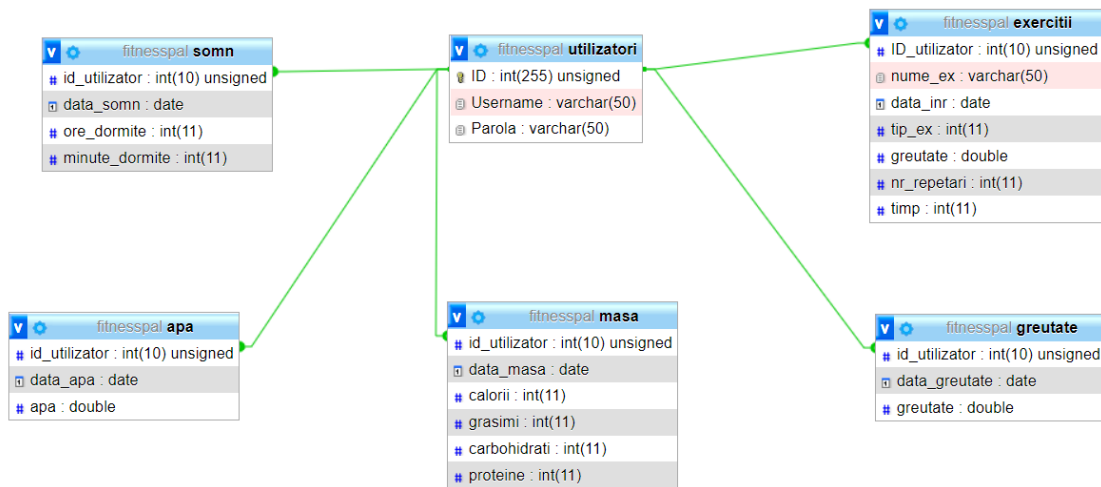 v fitnesspal somn
# id_utilizator : int(10) unsigned
data_somn : date
# ore_dormite : int(11)
# minute_dormite : int(11)
v fitnesspal utilizatori
ID : int(255) unsigned
Username : varchar(50)
Parola : varchar(50)
v fitnesspal exercitii
# ID_utilizator : int(10) unsigned
nume_ex : varchar(50)
data_inr : date
# tip_ex : int(11)
# greutate : double
# nr_repetari : int(11)
# timp : int(11)
v fitnesspal apa
# id_utilizator : int(10) unsigned
data_apa : date
# apa : double
v fitnesspal masa
# id_utilizator : int(10) unsigned
data_masa : date
# calorii : int(11)
# grasimi : int(11)
# carbohidrati : int(11)
# proteine : int(11)
v fitnesspal greutate
# id_utilizator : int(10) unsigned
data_greutate : date
# greutate : double